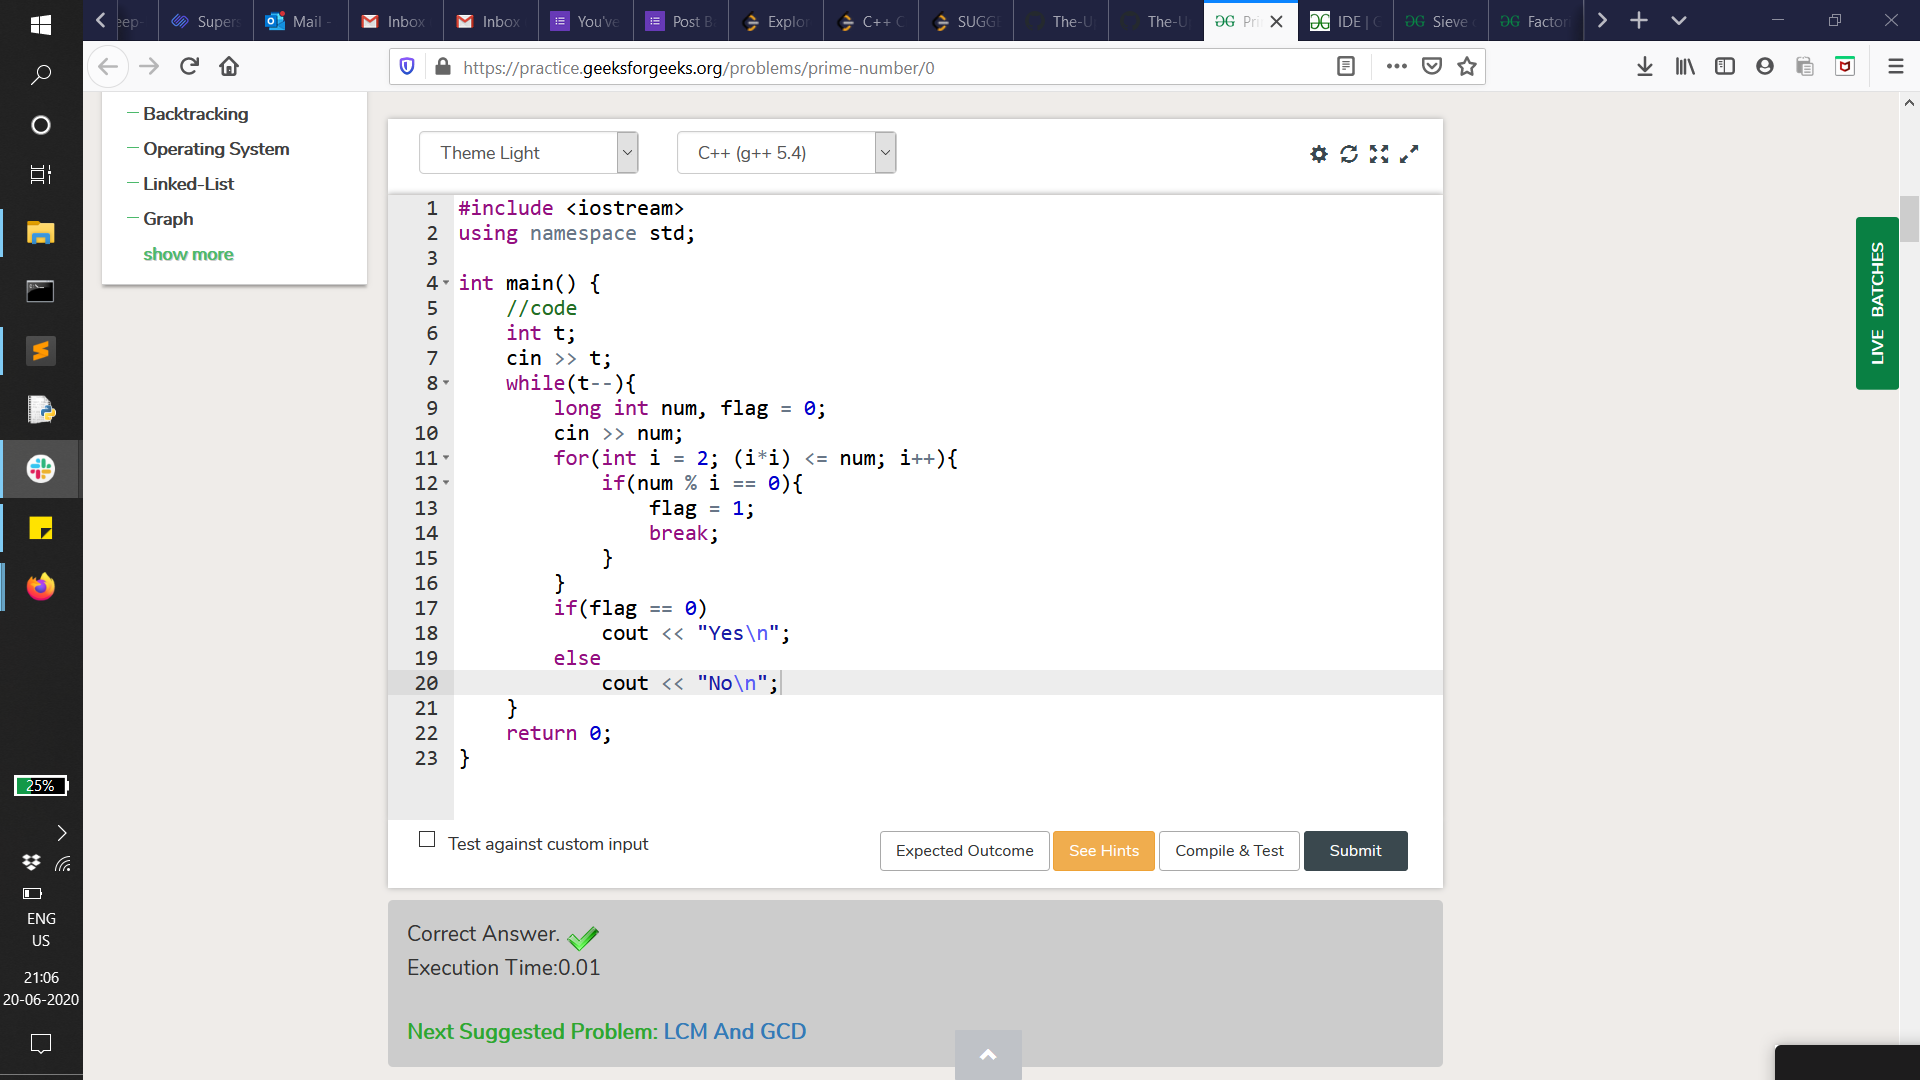 Supers
Mail -
Inbox
Inbox
You've
Post B
Explor
C++ C
SUGGE
The-U
The-U
Pri
IDE | G
Sieve
Factor
https://practice.geeksforgeeks.org/problems/prime-number/0
Backtracking
Operating System
Linked-List
Graph
show more
Theme Light
C++ (g++ 5.4)
1 #include <iostream>
2 using namespace std;
3
4 int main() {
5 //code
6 int t;
7 cin >> t;
8 while(t--){
9 long int num, flag = 0;
10 cin >> num;
11 for(int i = 2; (i*i) <= num; i++){
12 if(num % i == 0){
13 flag = 1;
14 break;
15 }
16 }
17 if(flag == 0)
18 cout << "Yes\n";
19 else
20 cout << "No\n";
21 }
22 return 0;
23 }
LIVE BATCHES
Test against custom input
Expected Outcome
See Hints
Compile & Test
Submit
Correct Answer.
Execution Time:0.01
Next Suggested Problem: LCM And GCD
25%
ENG
US
21:06
20-06-2020